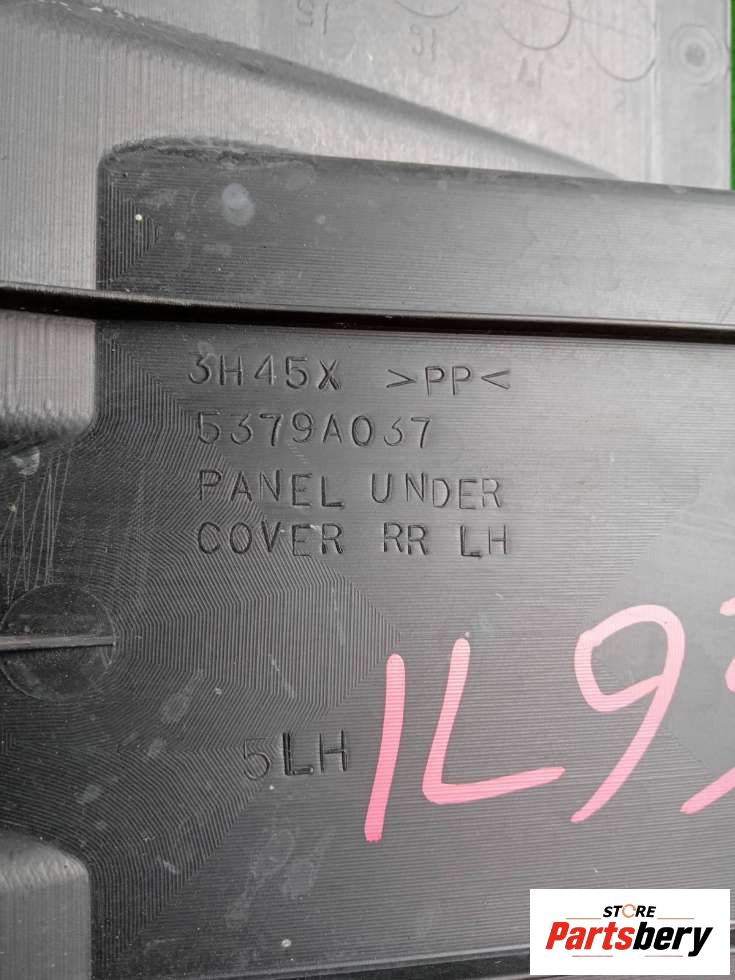 3H45X >PP<
5379A037
PANEL UNDER
COVER RR LH
5LH
STORE
Partsbery